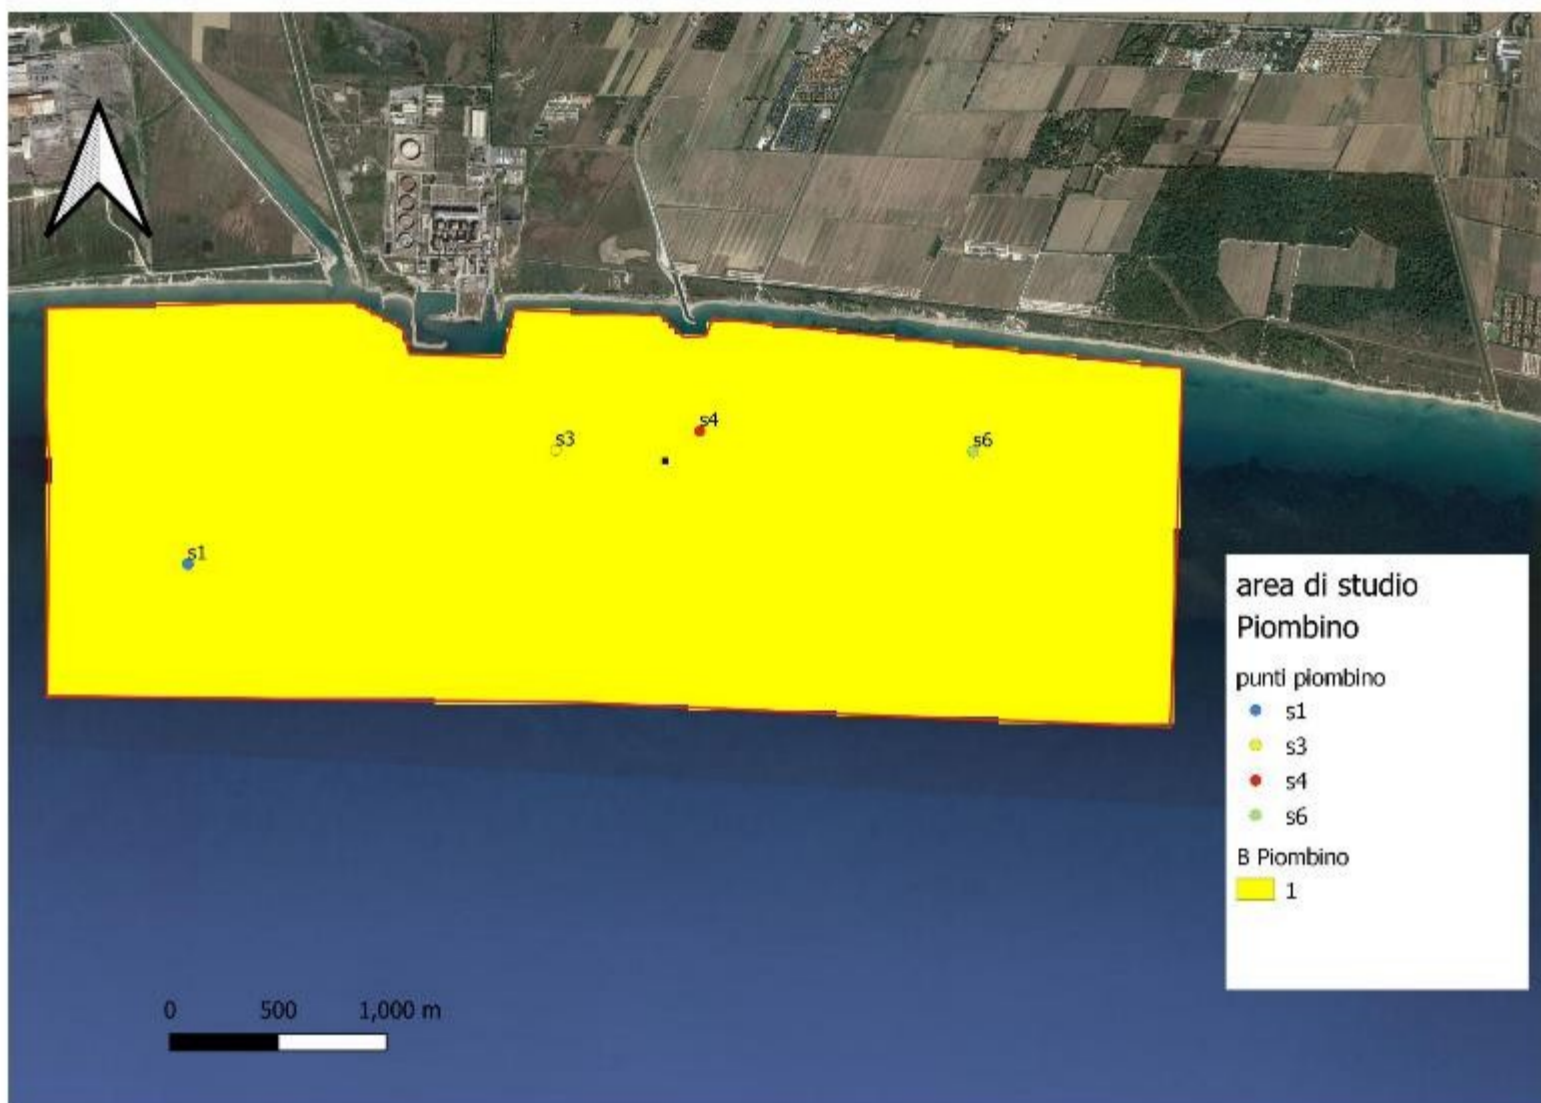 s4
s3
s6
s1
area di studio
Piombino
punti piombino
s1
s3
s4
s6
B Piombino
1
0 500 1,000 m